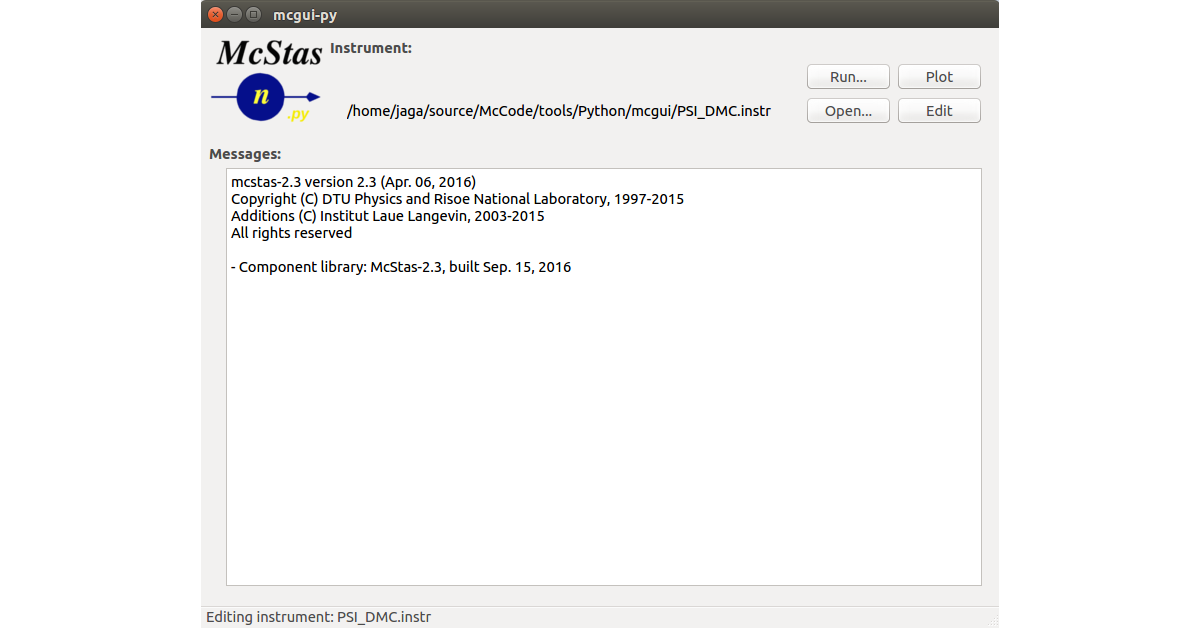 mcgui-py
McStas
Instrument:
n
.py
/home/jaga/source/McCode/tools/Python/mcgui/PSI_DMC.instr
Run...
Plot
Open...
Edit
Messages:
mcstas-2.3 version 2.3 (Apr. 06, 2016)
Copyright (C) DTU Physics and Risoe National Laboratory, 1997-2015
Additions (C) Institut Laue Langevin, 2003-2015
All rights reserved
- Component library: McStas-2.3, built Sep. 15, 2016
Editing instrument: PSI_DMC.instr